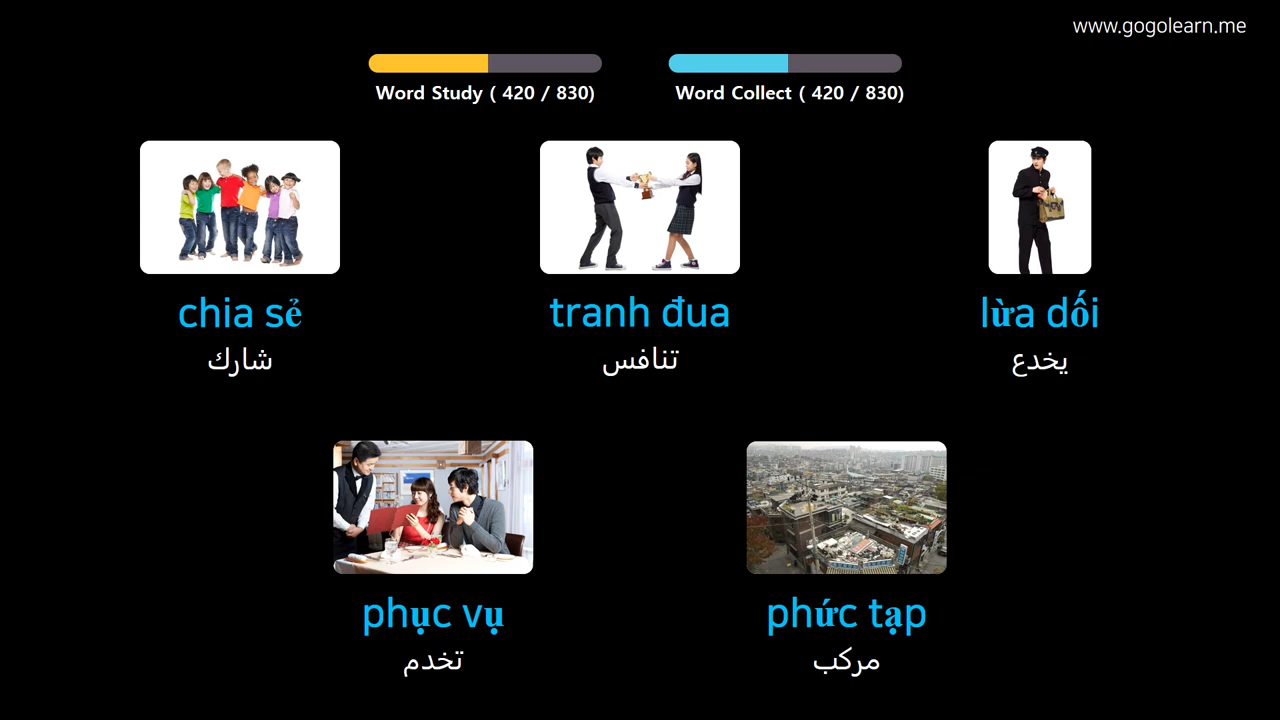 www.gogolearn.me
Word Study ( 420 / 830)
Word Collect ( 420 / 830)
chia sẻ
شارك
tranh đua
تنافس
lừa dối
يخدع
phục vụ
تخدم
phức tạp
مركب